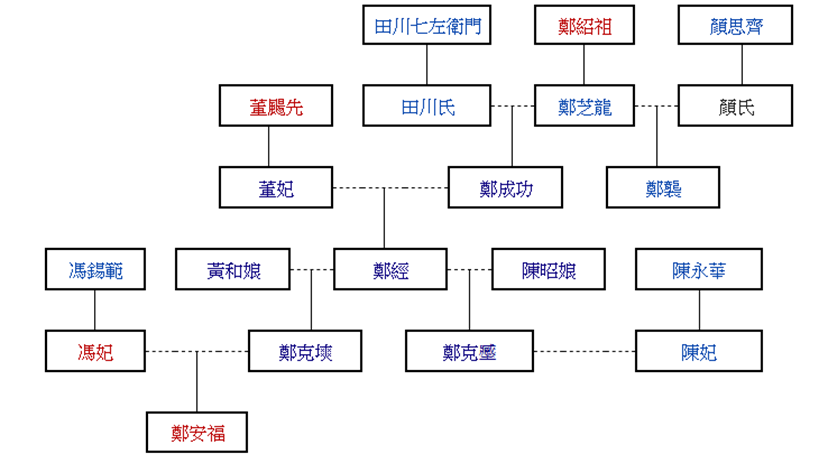 田川七左衛門
鄭紹祖
顏思齊
董颺先
田川氏
鄭芝龍
顏氏
董妃
鄭成功
鄭襲
馮錫範
黃和娘
鄭經
陳昭娘
陳永華
馮妃
鄭克塽
鄭克𡒉
陳妃
鄭安福